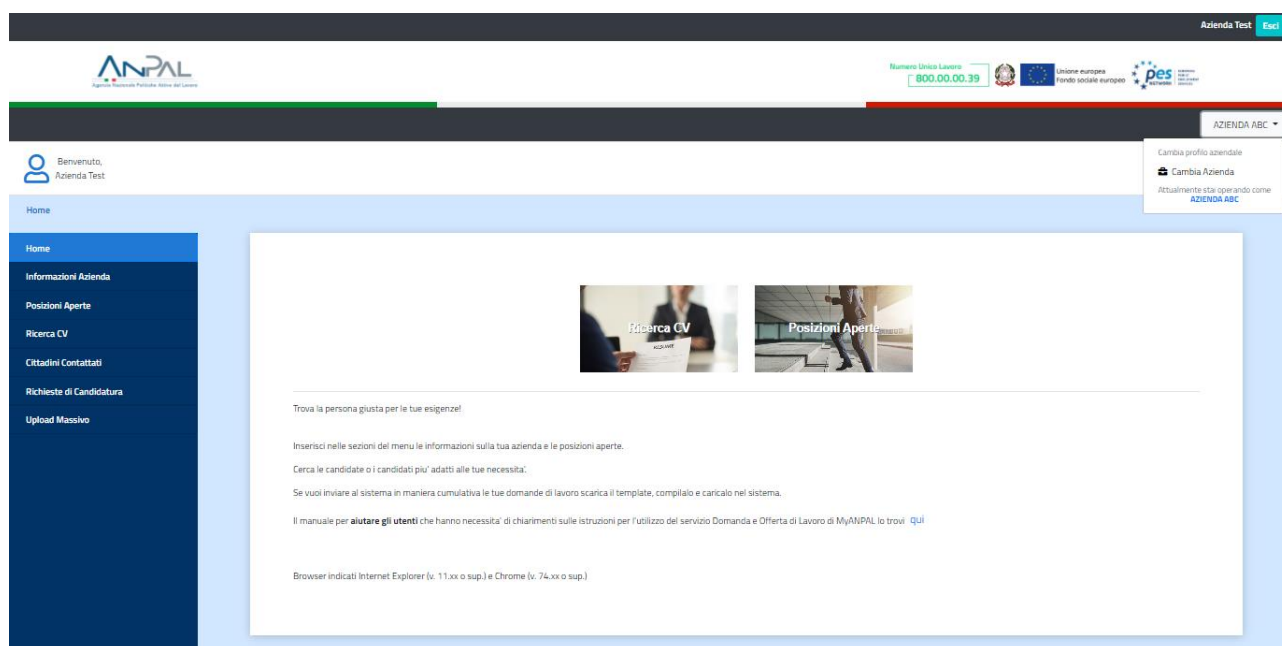 Azienda Test Esci
ANPAL
Agenzia Nazionale Politiche Attive del Lavoro
Numero Unico Lavoro
800.00.00.39
Unione europea
Fondo sociale europeo
pes
NETWORK
AZIENDA ABC
Benvenuto,
Azienda Test
Cambia profilo aziendale
Cambia Azienda
Attualmente stai operando come
AZIENDA ABC
Home
Home
Informazioni Azienda
Posizioni Aperte
Ricerca CV
Cittadini Contattati
Richieste di Candidatura
Upload Massivo
Ricerca CV
Posizioni Aperte
Trova la persona giusta per le tue esigenze!
Inserisci nelle sezioni del menu le informazioni sulla tua azienda e le posizioni aperte.
Cerca le candidate o i candidati piu' adatti alle tue necessita'.
Se vuoi inviare al sistema in maniera cumulativa le tue domande di lavoro scarica il template, compilalo e caricalo nel sistema.
Il manuale per aiutare gli utenti che hanno necessita' di chiarimenti sulle istruzioni per l'utilizzo del servizio Domanda e Offerta di Lavoro di MyANPAL lo trovi qui
Browser indicati Internet Explorer (v. 11.xx o sup.) e Chrome (v. 74.xx o sup.)